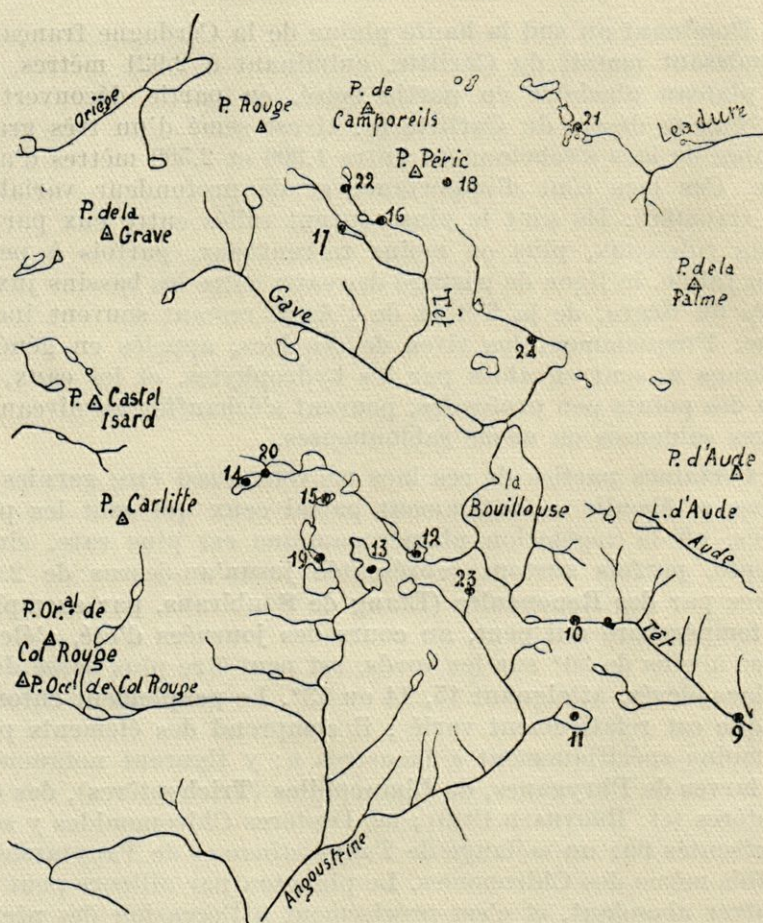 Oriège
P. Rouge
P. de
Camporeils
21
Leadure
P. Péric
18
22
16
17
P. de la
Grave
P. de la
Palme
Gave
Têt
24
P. Castel
Isard
20
14
15
la
Bouillouse
P. d'Aude
L. d'Aude
Aude
P. Carlitte
12
13
19
23
P. Or.al de
Col Rouge
P. Occ.l de Col Rouge
10
Têt
9
11
Angoustrine